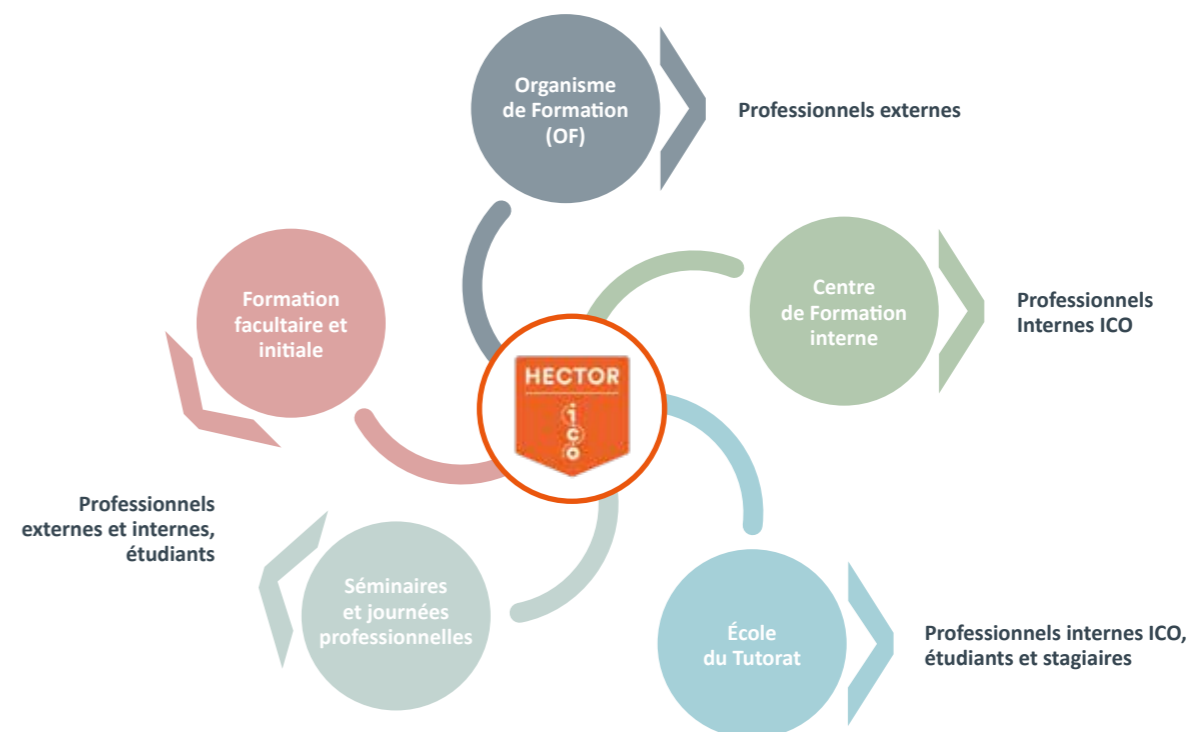 Organisme
de Formation
(OF)
Professionnels externes
Centre
de Formation
interne
Professionnels
Internes ICO
Formation
facultaire et
initiale
HECTOR
ico
Professionnels
externes et internes,
étudiants
Séminaires
et journées
professionnelles
École
du Tutorat
Professionnels internes ICO,
étudiants et stagiaires